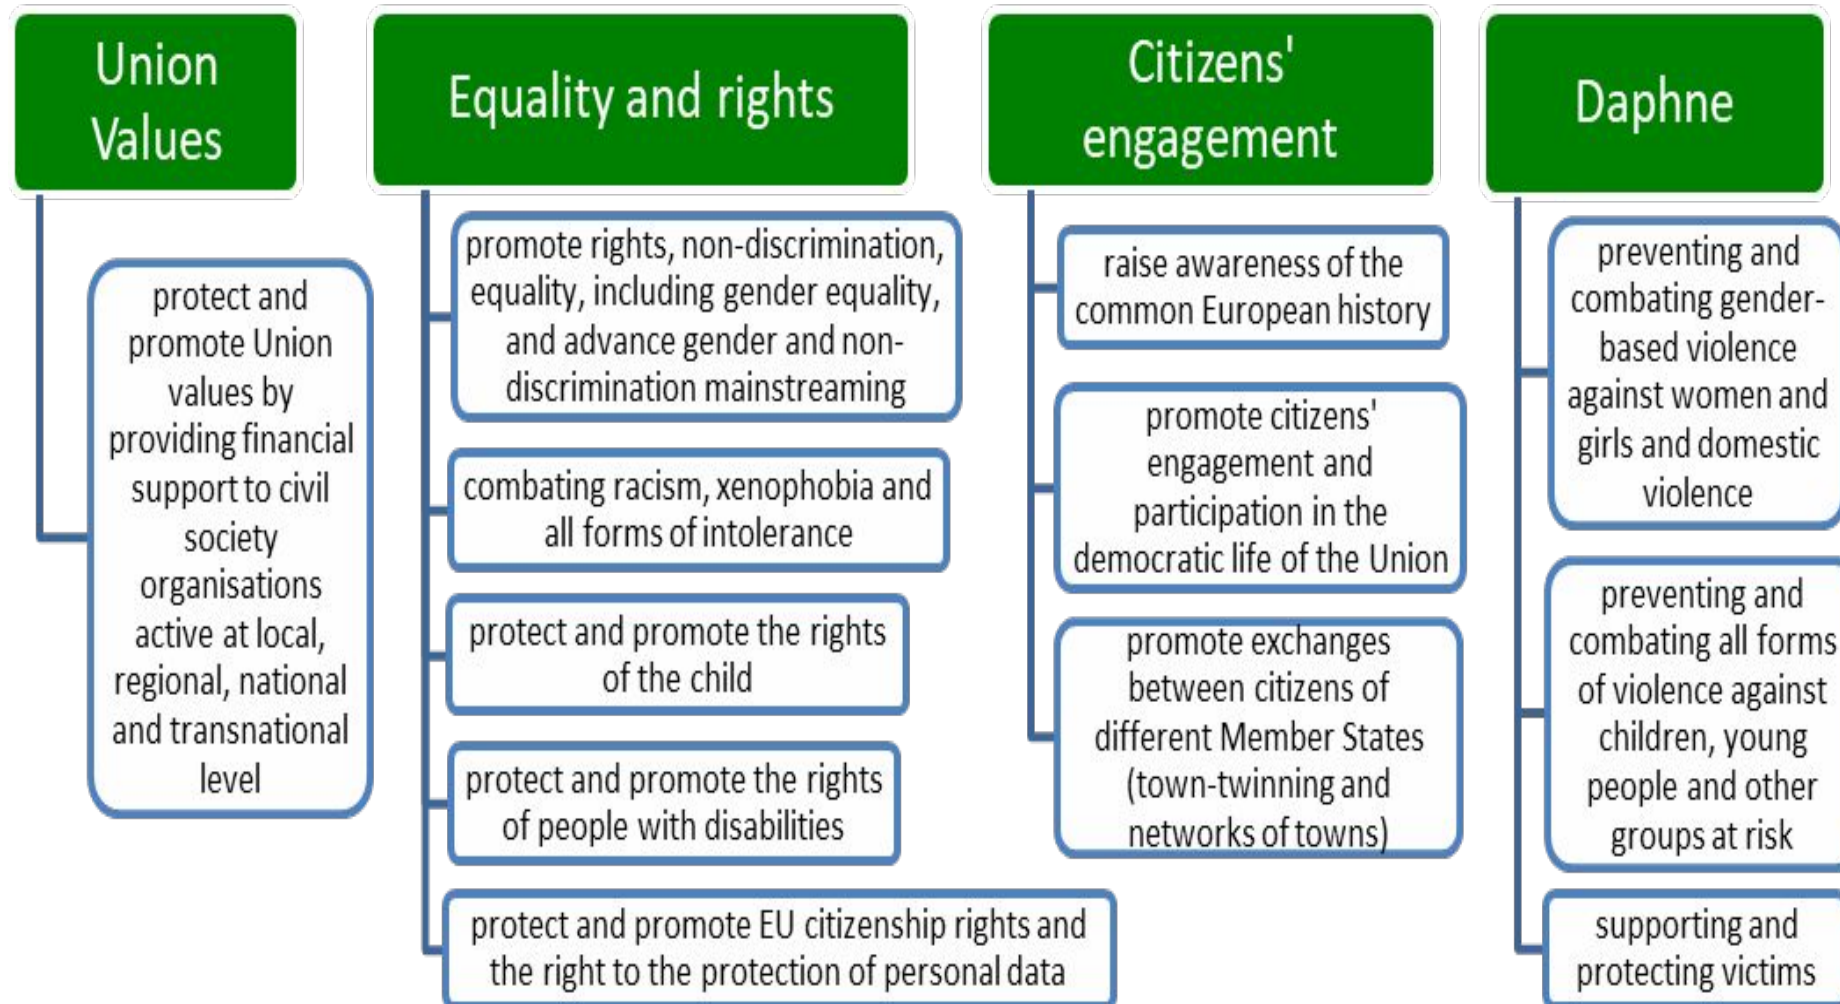 Union
Values
protect and
promote Union
values by
providing financial
support to civil
society
organisations
active at local,
regional, national
and transnational
level
Equality and rights
promote rights, non-discrimination,
equality, including gender equality,
and advance gender and non-
discrimination mainstreaming
combating racism, xenophobia and
all forms of intolerance
protect and promote the rights
of the child
protect and promote the rights
of people with disabilities
protect and promote EU citizenship rights and
the right to the protection of personal data
Citizens'
engagement
raise awareness of the
common European history
promote citizens'
engagement and
participation in the
democratic life of the Union
promote exchanges
between citizens of
different Member States
(town-twinning and
networks of towns)
Daphne
preventing and
combating gender-
based violence
against women and
girls and domestic
violence
preventing and
combating all forms
of violence against
children, young
people and other
groups at risk
supporting and
protecting victims